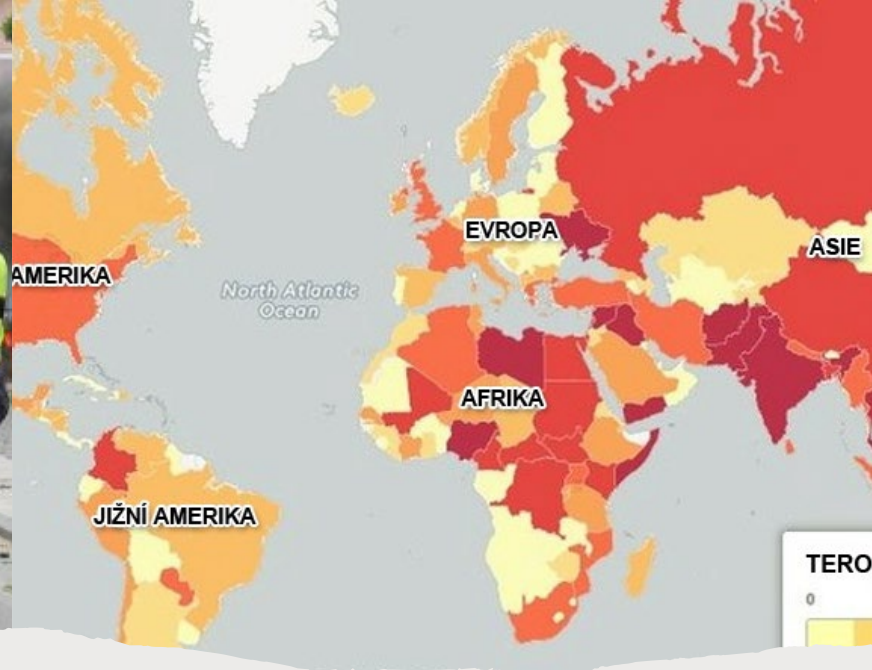 EVROPA
ASIE
AMERIKA
North Atlantic
Ocean
AFRIKA
JIŽNÍ AMERIKA
TERO
0